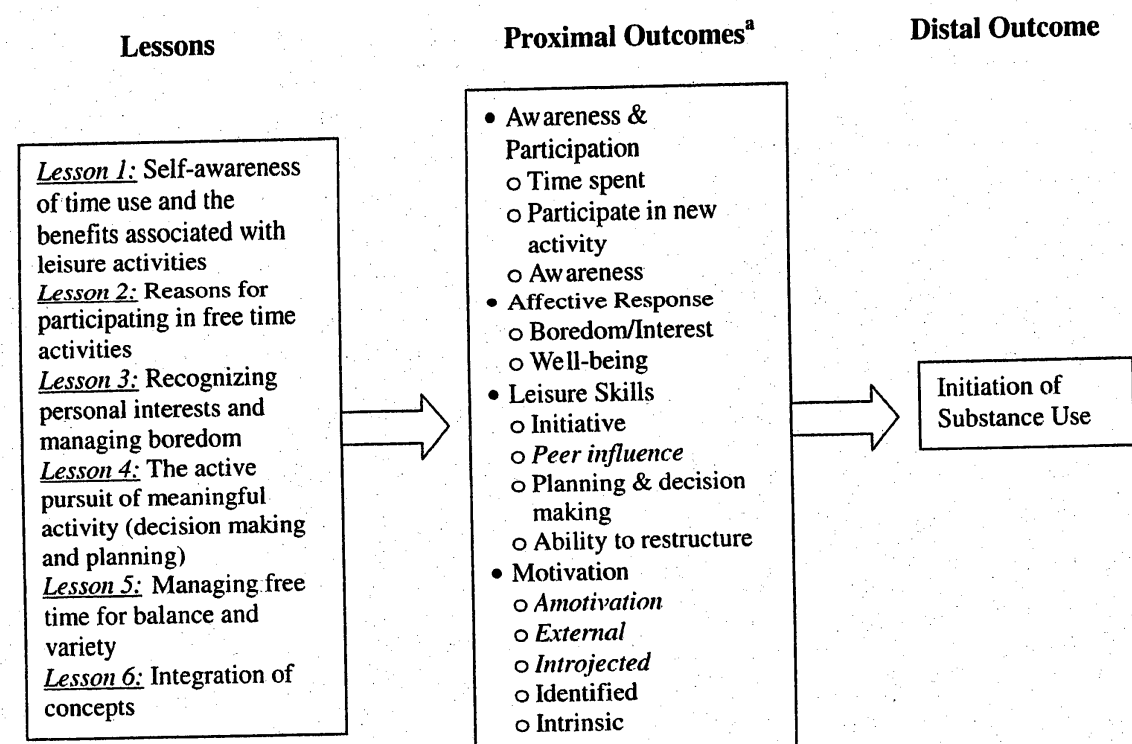 Lessons
Proximal Outcomesᵃ
Distal Outcome
Lesson 1: Self-awareness
of time use and the
benefits associated with
leisure activities
Lesson 2: Reasons for
participating in free time
activities
Lesson 3: Recognizing
personal interests and
managing boredom
Lesson 4: The active
pursuit of meaningful
activity (decision making
and planning)
Lesson 5: Managing free
time for balance and
variety
Lesson 6: Integration of
concepts
• Awareness &
Participation
o Time spent
o Participate in new
activity
o Awareness
• Affective Response
o Boredom/Interest
o Well-being
• Leisure Skills
o Initiative
o Peer influence
o Planning & decision
making
o Ability to restructure
• Motivation
o Amotivation
o External
o Introjected
o Identified
o Intrinsic
Initiation of
Substance Use